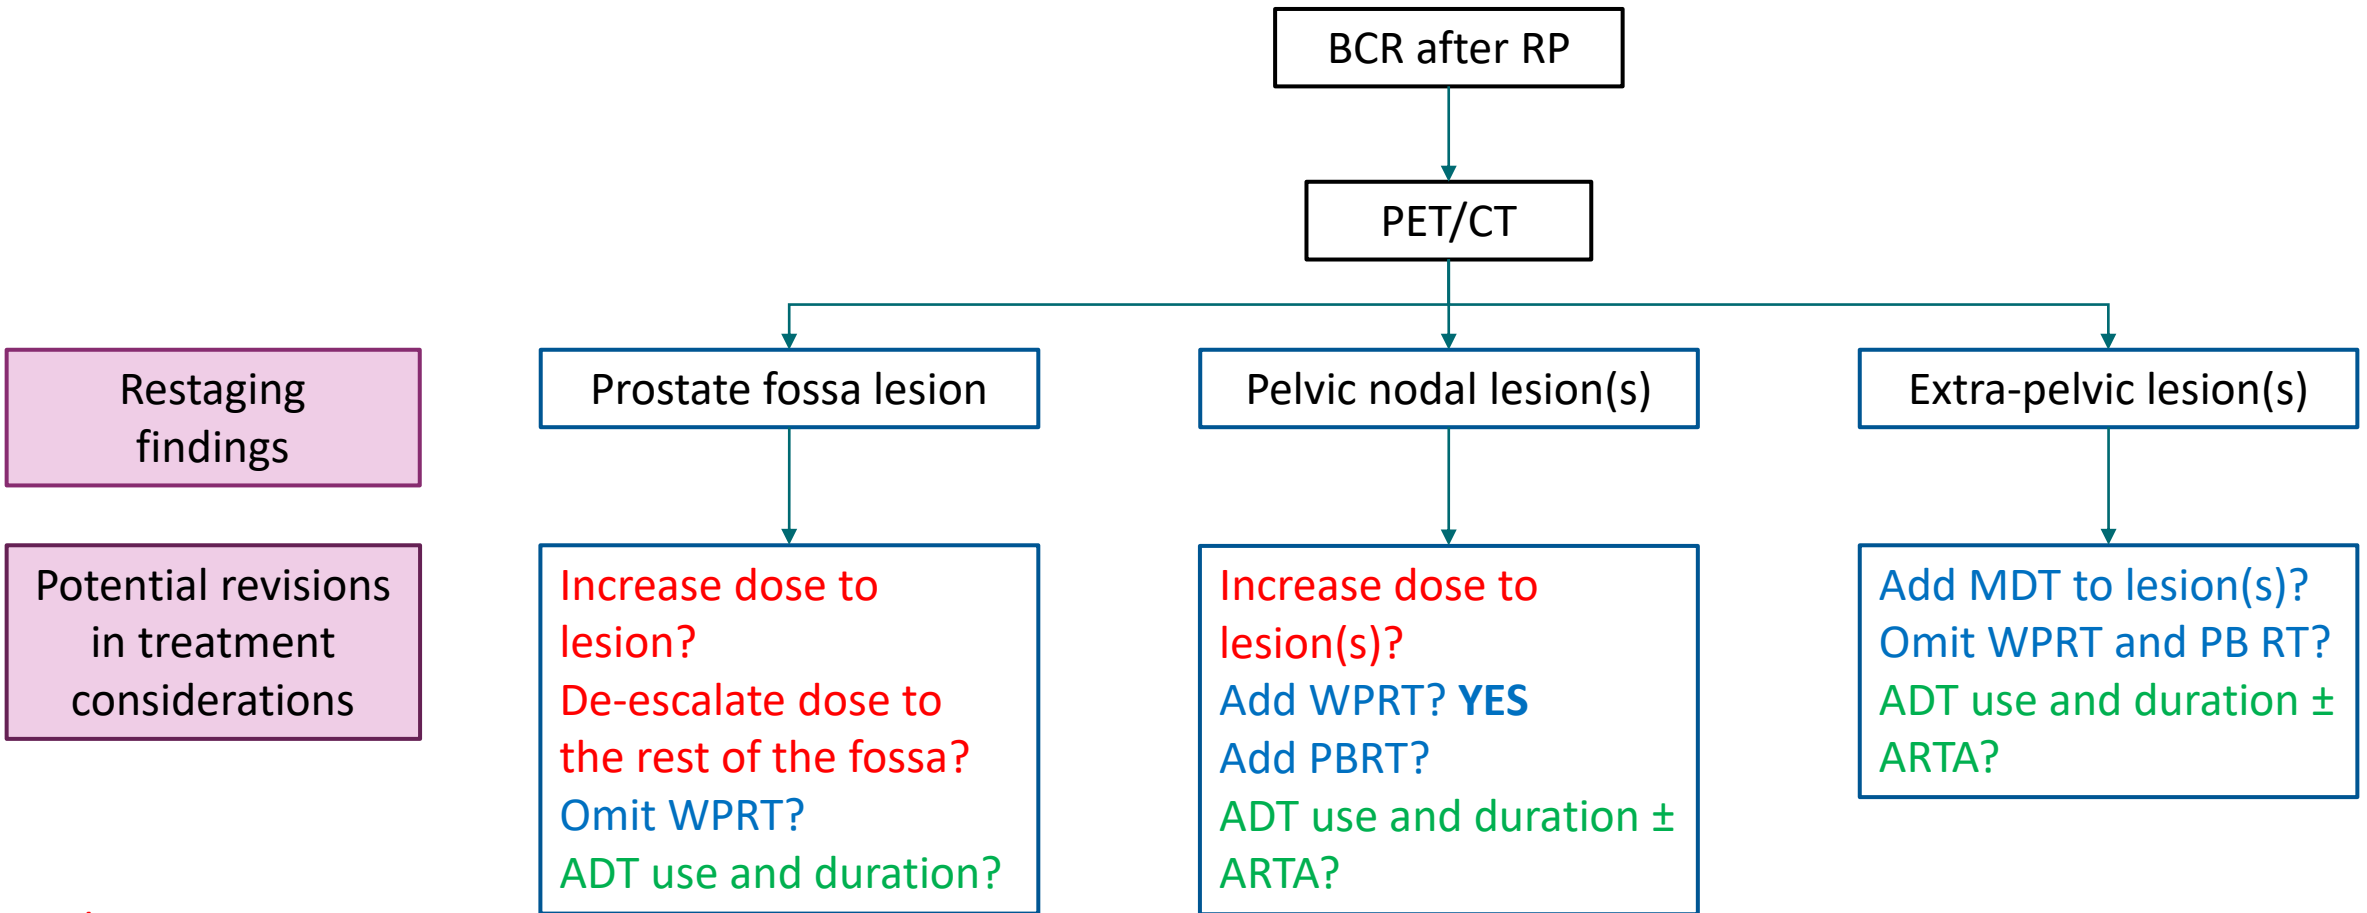 BCR after RP
PET/CT
Restaging
findings
Prostate fossa lesion
Pelvic nodal lesion(s)
Extra-pelvic lesion(s)
Potential revisions
in treatment
considerations
Increase dose to
lesion?
De-escalate dose to
the rest of the fossa?
Omit WPRT?
ADT use and duration?
Increase dose to
lesion(s)?
Add WPRT? YES
Add PBRT?
ADT use and duration ±
ARTA?
Add MDT to lesion(s)?
Omit WPRT and PB RT?
ADT use and duration ±
ARTA?